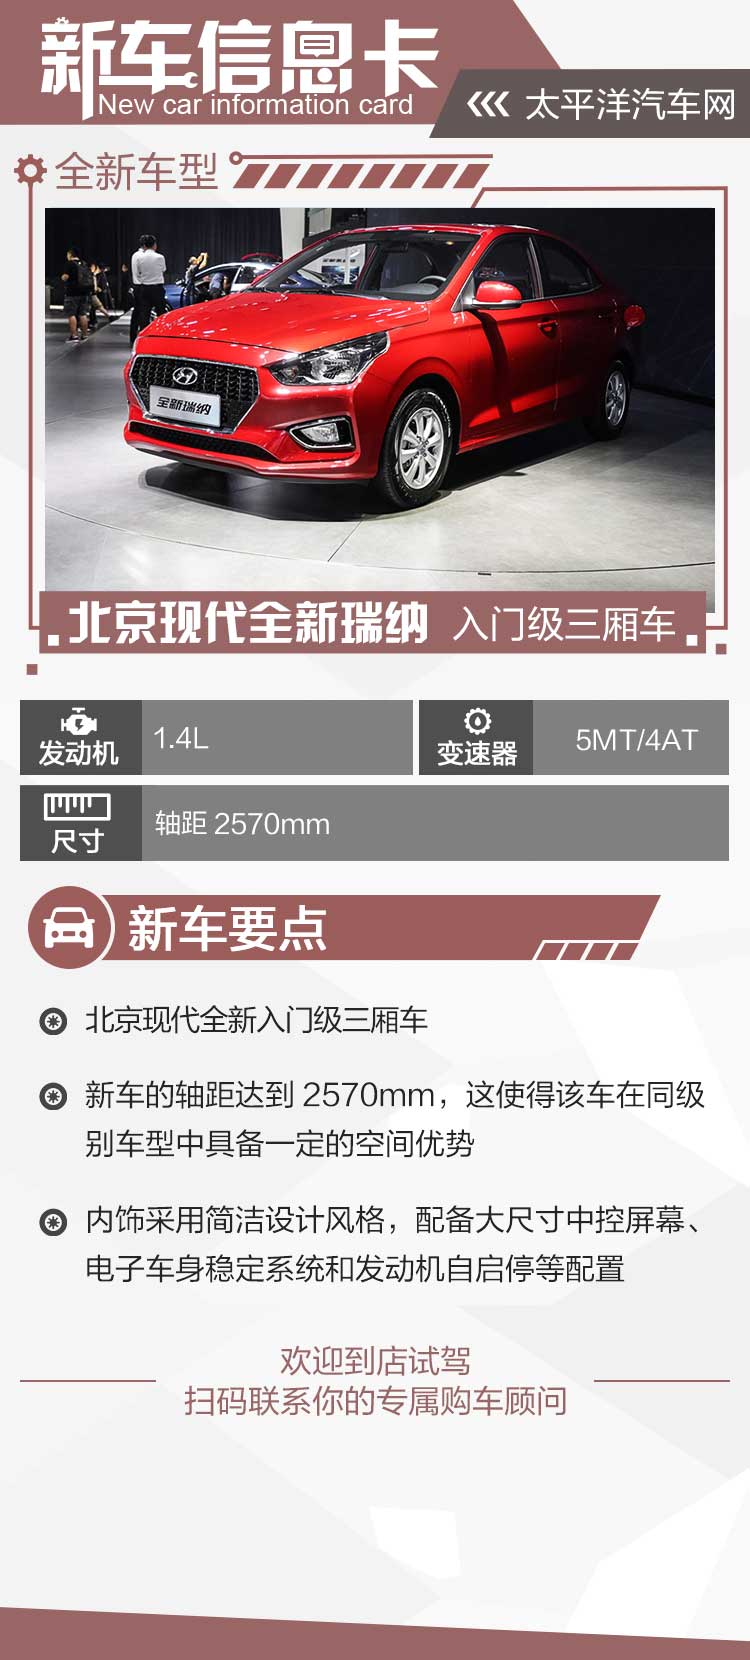 新车信息卡
New car information card
太平洋汽车网
全新车型
全新瑞纳
北京现代全新瑞纳 入门级三厢车
发动机 1.4L
变速器 5MT/4AT
尺寸 轴距 2570mm
新车要点
北京现代全新入门级三厢车
新车的轴距达到 2570mm，这使得该车在同级
别车型中具备一定的空间优势
内饰采用简洁设计风格，配备大尺寸中控屏幕、
电子车身稳定系统和发动机自启停等配置
欢迎到店试驾
扫码联系你的专属购车顾问